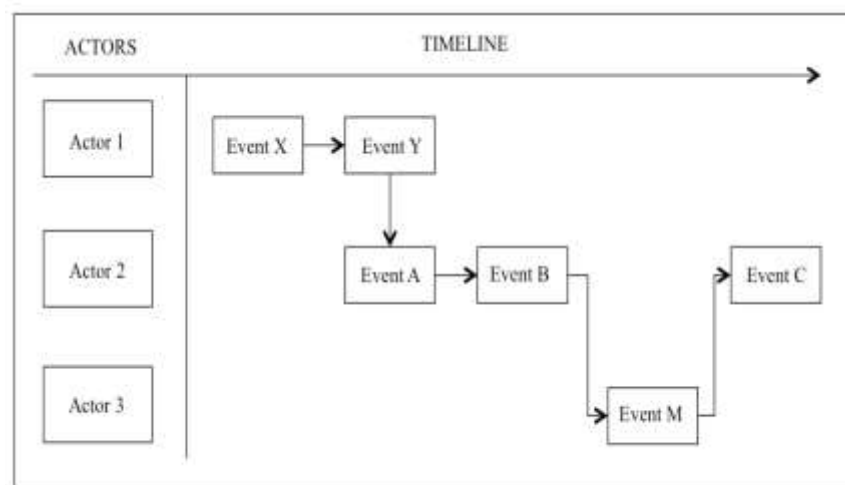 ACTORS
TIMELINE
Actor 1
Event X
Event Y
Actor 2
Event A
Event B
Event C
Actor 3
Event M